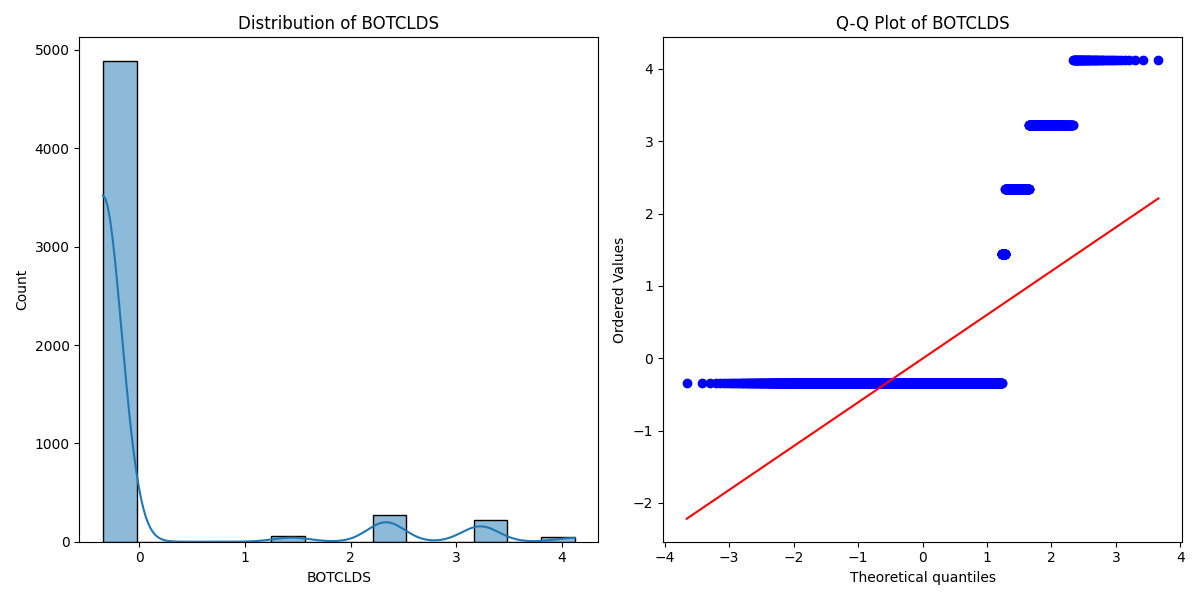 Distribution of BOTCLDS
5000
4000
3000
2000
1000
0
Count
0 1 2 3 4
BOTCLDS
Q-Q Plot of BOTCLDS
4
3
2
1
0
−1
−2
Ordered Values
−4 −3 −2 −1 0 1 2 3 4
Theoretical quantiles